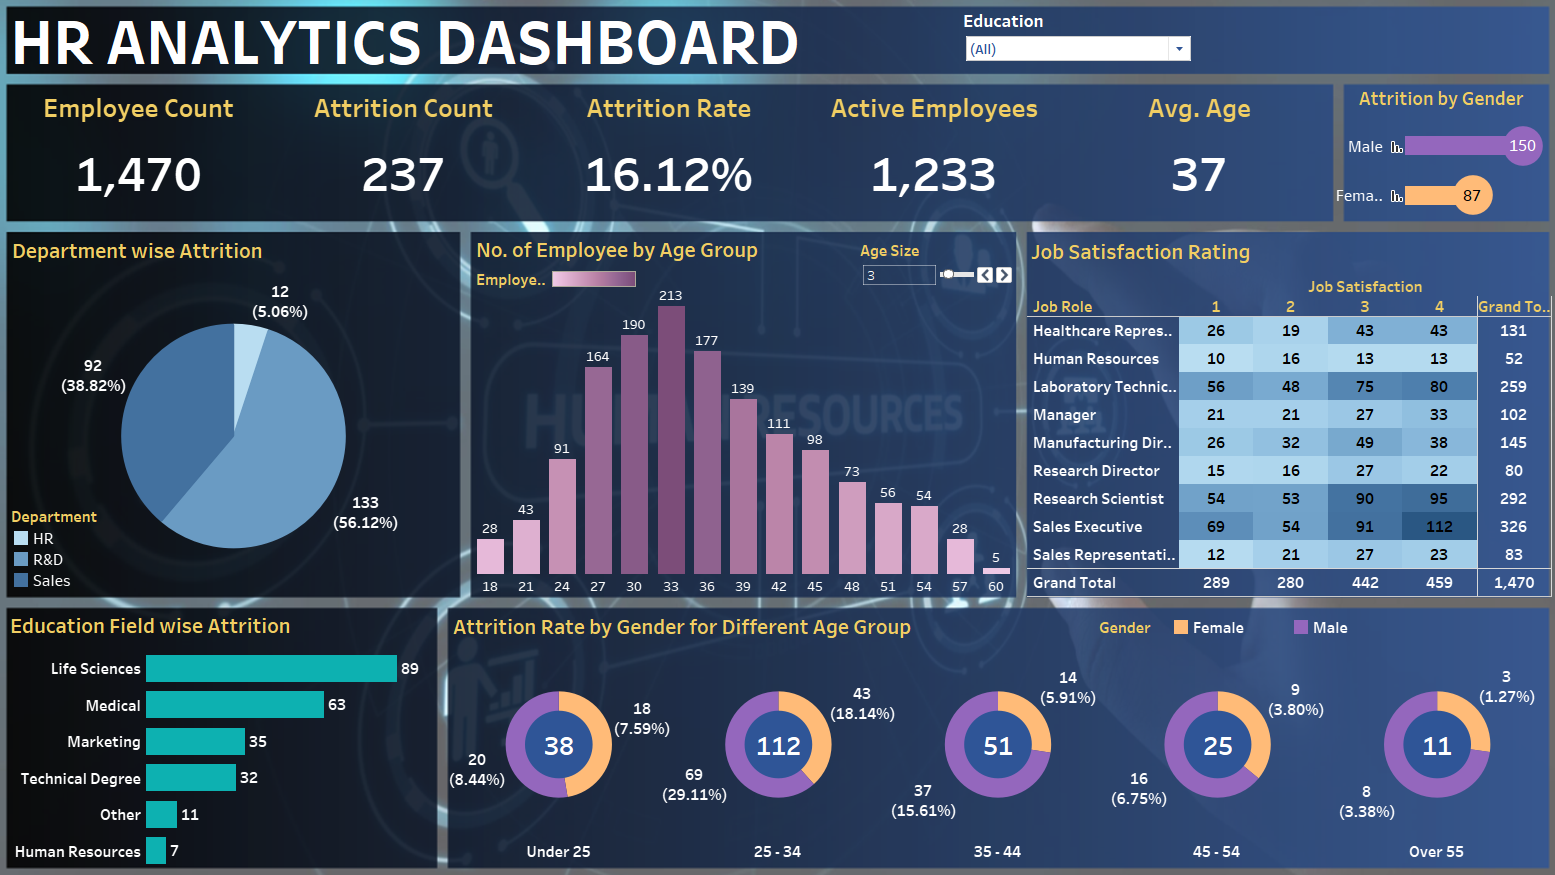 HR ANALYTICS DASHBOARD
Education
(All)
Employee Count
Attrition Count
Attrition Rate
Active Employees
Avg. Age
1,470
237
16.12%
1,233
37
Attrition by Gender
Male 150
Fema.. 87
Department wise Attrition
12
(5.06%)
92
(38.82%)
133
(56.12%)
Department
HR
R&D
Sales
No. of Employee by Age Group
Employe..
Age Size
3
28 43 91 164 190 213 177 139 111 98 73 56 54 28 5
18 21 24 27 30 33 36 39 42 45 48 51 54 57 60
HUMAN RESOURCES
Job Satisfaction Rating
Job Satisfaction
Job Role 1 2 3 4 Grand To..
Healthcare Repres.. 26 19 43 43 131
Human Resources 10 16 13 13 52
Laboratory Technic.. 56 48 75 80 259
Manager 21 21 27 33 102
Manufacturing Dir.. 26 32 49 38 145
Research Director 15 16 27 22 80
Research Scientist 54 53 90 95 292
Sales Executive 69 54 91 112 326
Sales Representati.. 12 21 27 23 83
Grand Total 289 280 442 459 1,470
Education Field wise Attrition
Life Sciences 89
Medical 63
Marketing 35
Technical Degree 32
Other 11
Human Resources 7
Attrition Rate by Gender for Different Age Group
Gender
Female
Male
18
(7.59%)
38
20
(8.44%)
Under 25
43
(18.14%)
112
69
(29.11%)
25 - 34
14
(5.91%)
51
37
(15.61%)
35 - 44
9
(3.80%)
25
16
(6.75%)
45 - 54
3
(1.27%)
11
8
(3.38%)
Over 55